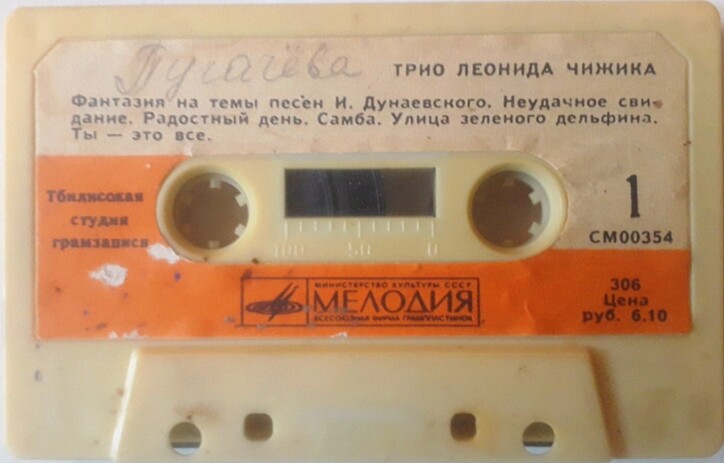 Пугачёва
ТРИО ЛЕОНИДА ЧИЖИКА
Фантазия на темы песен И. Дунаевского. Неудачное сви-
дание. Радостный день. Самба. Улица зеленого дельфина.
Ты — это все.
Тбилисская
студия
грамзаписи
1
СМ00354
100 50 0
МИНИСТЕРСТВО КУЛЬТУРЫ СССР
МЕЛОДИЯ
ВСЕСОЮЗНАЯ ФИРМА ГРАМПЛАСТИНОК
306
Цена
руб. 6.10